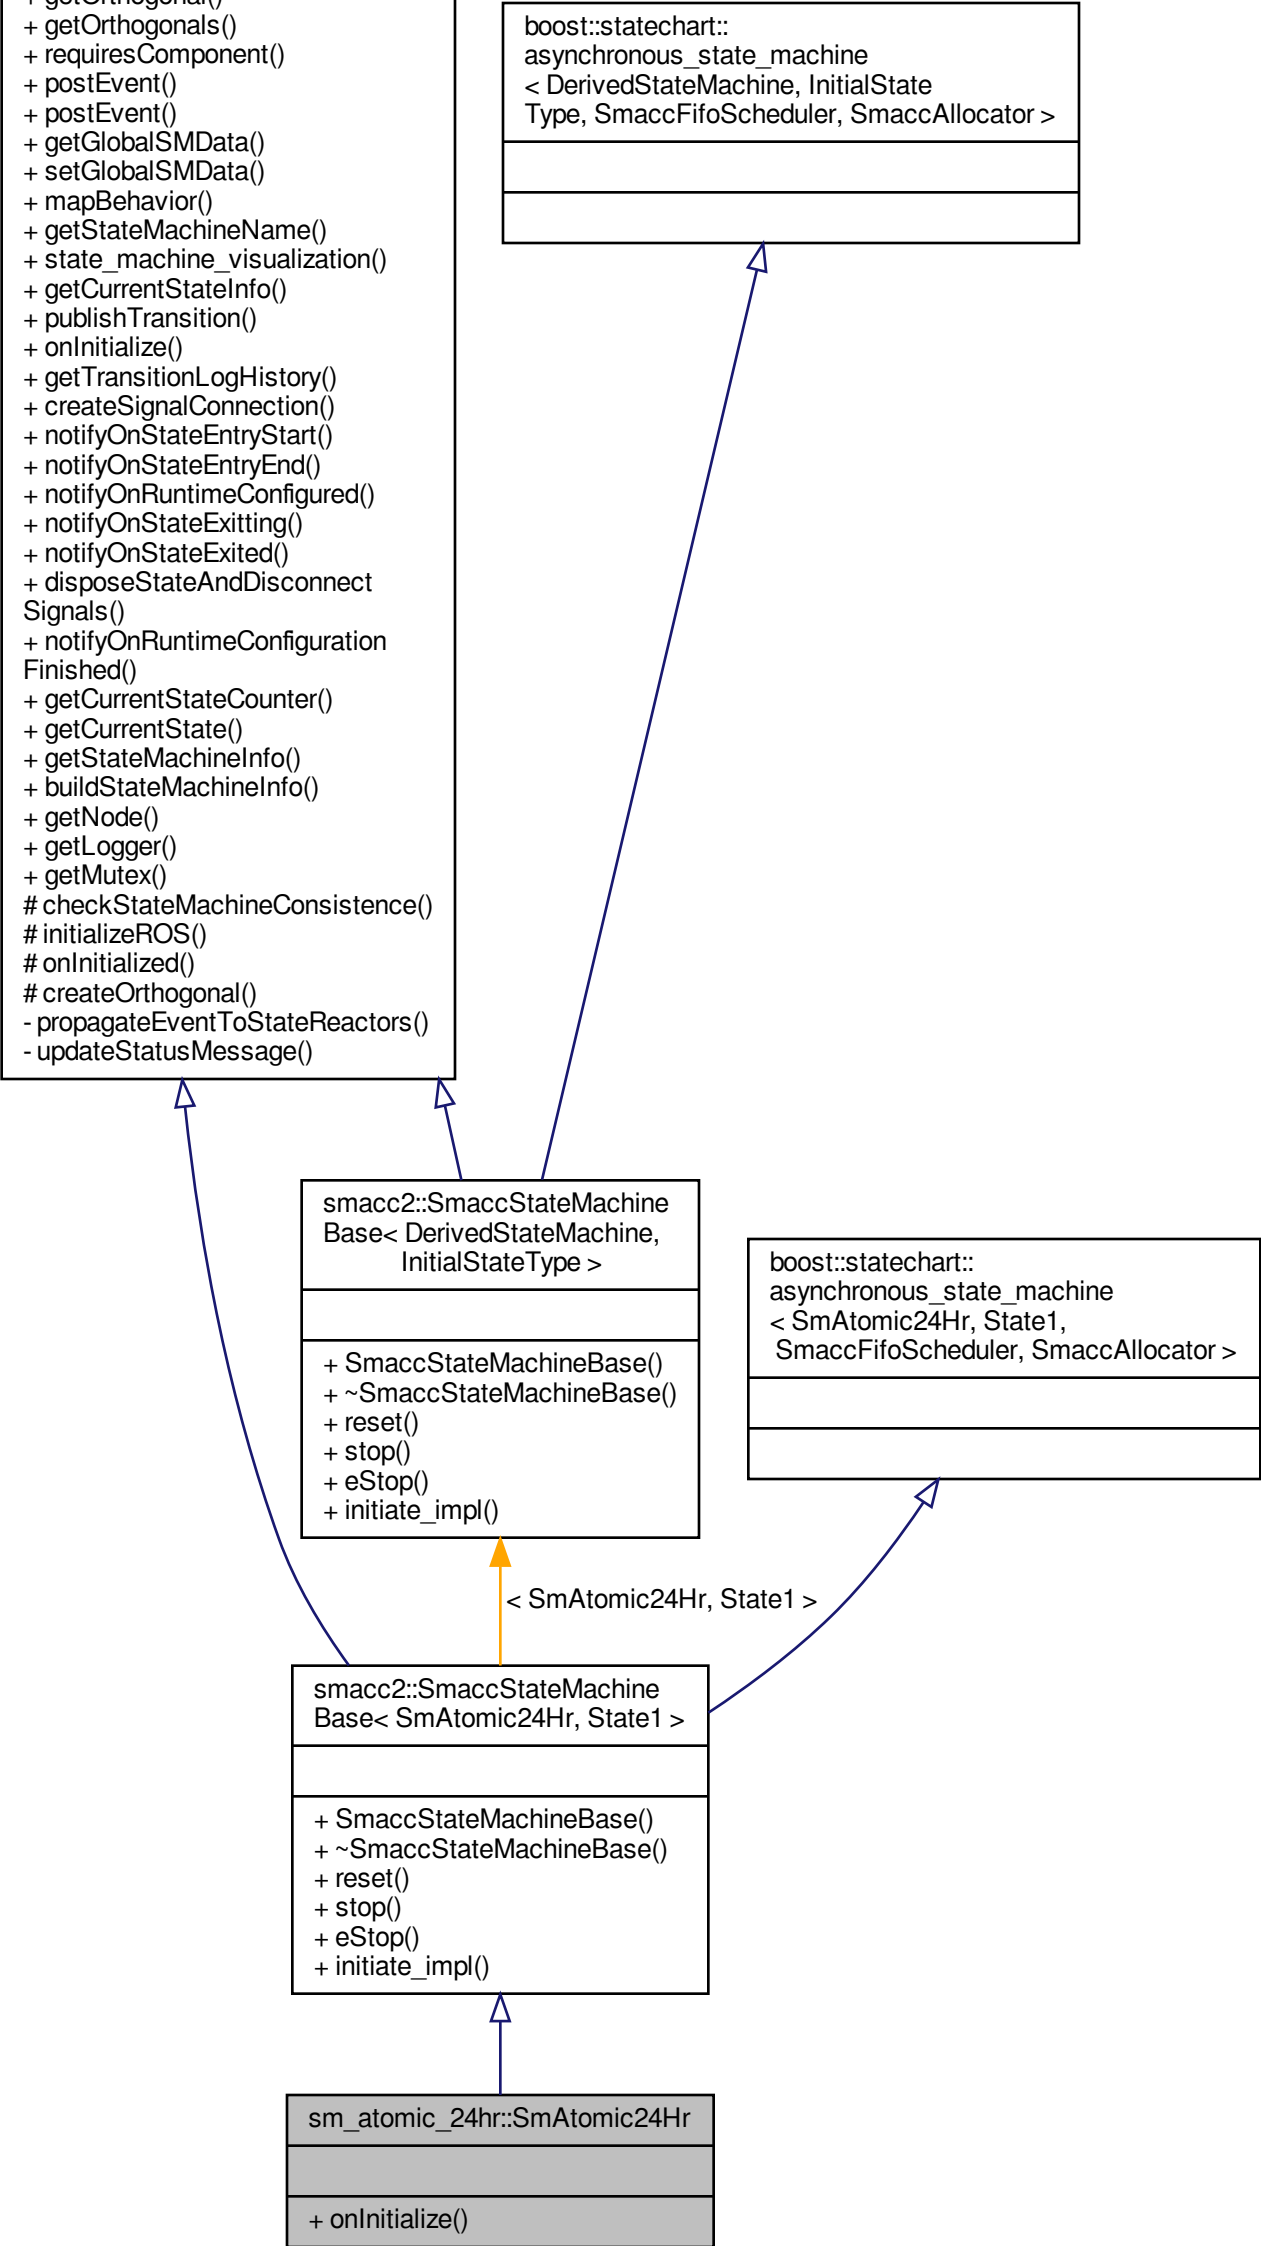 + getOrthogonal()
+ getOrthogonals()
+ requiresComponent()
+ postEvent()
+ postEvent()
+ getGlobalSMData()
+ setGlobalSMData()
+ mapBehavior()
+ getStateMachineName()
+ state_machine_visualization()
+ getCurrentStateInfo()
+ publishTransition()
+ onInitialize()
+ getTransitionLogHistory()
+ createSignalConnection()
+ notifyOnStateEntryStart()
+ notifyOnStateEntryEnd()
+ notifyOnRuntimeConfigured()
+ notifyOnStateExitting()
+ notifyOnStateExited()
+ disposeStateAndDisconnect
Signals()
+ notifyOnRuntimeConfiguration
Finished()
+ getCurrentStateCounter()
+ getCurrentState()
+ getStateMachineInfo()
+ buildStateMachineInfo()
+ getNode()
+ getLogger()
+ getMutex()
# checkStateMachineConsistence()
# initializeROS()
# onInitialized()
# createOrthogonal()
- propagateEventToStateReactors()
- updateStatusMessage()
boost::statechart::
asynchronous_state_machine
< DerivedStateMachine, InitialState
Type, SmaccFifoScheduler, SmaccAllocator >
smacc2::SmaccStateMachine
Base< DerivedStateMachine,
InitialStateType >
+ SmaccStateMachineBase()
+ ~SmaccStateMachineBase()
+ reset()
+ stop()
+ eStop()
+ initiate_impl()
boost::statechart::
asynchronous_state_machine
< SmAtomic24Hr, State1,
SmaccFifoScheduler, SmaccAllocator >
< SmAtomic24Hr, State1 >
smacc2::SmaccStateMachine
Base< SmAtomic24Hr, State1 >
+ SmaccStateMachineBase()
+ ~SmaccStateMachineBase()
+ reset()
+ stop()
+ eStop()
+ initiate_impl()
sm_atomic_24hr::SmAtomic24Hr
+ onInitialize()